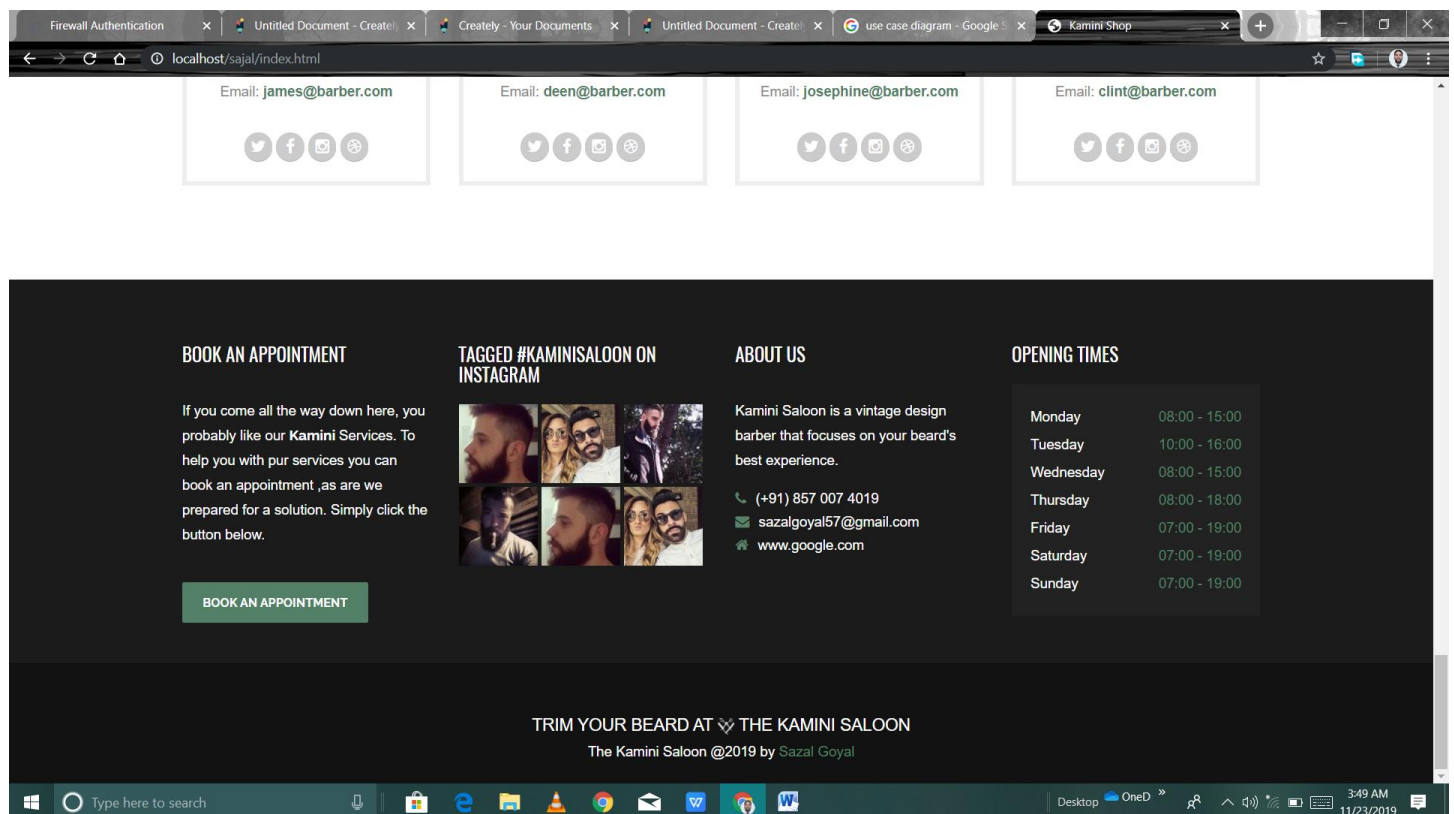 Firewall Authentication
Untitled Document - Creately
Creately - Your Documents
Untitled Document - Creately
use case diagram - Google S
Kamini Shop
localhost/sajal/index.html
Email: james@barber.com
Email: deen@barber.com
Email: josephine@barber.com
Email: clint@barber.com
BOOK AN APPOINTMENT
If you come all the way down here, you
probably like our Kamini Services. To
help you with pur services you can
book an appointment ,as are we
prepared for a solution. Simply click the
button below.
BOOK AN APPOINTMENT
TAGGED #KAMINISALOON ON
INSTAGRAM
ABOUT US
Kamini Saloon is a vintage design
barber that focuses on your beard's
best experience.
(+91) 857 007 4019
sazalgoyal57@gmail.com
www.google.com
OPENING TIMES
Monday 08:00 - 15:00
Tuesday 10:00 - 16:00
Wednesday 08:00 - 15:00
Thursday 08:00 - 18:00
Friday 07:00 - 19:00
Saturday 07:00 - 19:00
Sunday 07:00 - 19:00
TRIM YOUR BEARD AT THE KAMINI SALOON
The Kamini Saloon @2019 by Sazal Goyal
Type here to search
Desktop
OneD
3:49 AM
11/23/2019